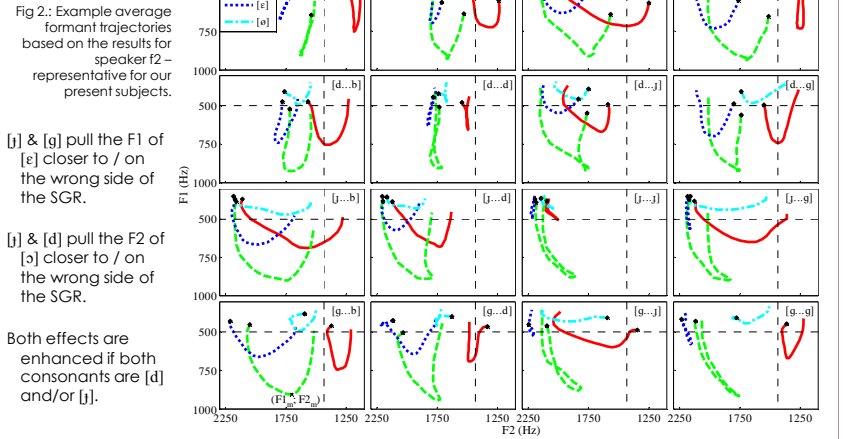 Fig 2.: Example average
formant trajectories
based on the results for
speaker f2 –
representative for our
present subjects.
[ɟ] & [ɡ] pull the F1 of
[ɛ] closer to / on
the wrong side of
the SGR.
[ɟ] & [d] pull the F2 of
[ɔ] closer to / on
the wrong side of
the SGR.
Both effects are
enhanced if both
consonants are [d]
and/or [ɟ].
[ɛ]
[ø]
750
1000
[d…b] [d…d] [d…ɟ] [d…ɡ]
500
750
1000
F1 (Hz)
[ɟ…b] [ɟ…d] [ɟ…ɟ] [ɟ…ɡ]
500
750
1000
[ɡ…b] [ɡ…d] [ɡ…ɟ] [ɡ…ɡ]
500
750
1000
(F1m; F2m)
2250 1750 1250 2250 1750 1250 2250 1750 1250 2250 1750 1250
F2 (Hz)